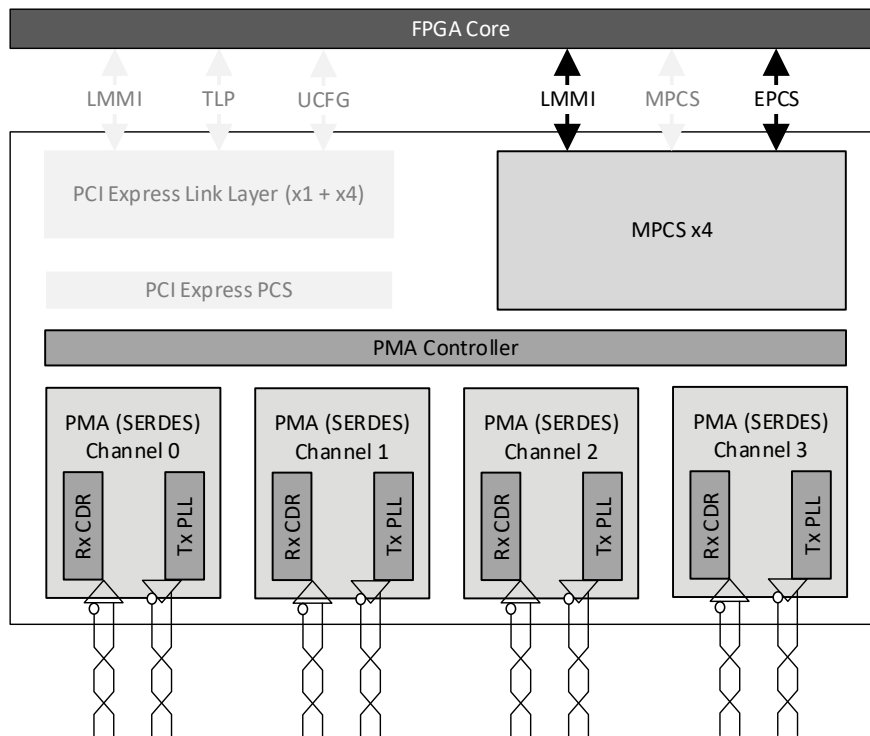 FPGA Core
LMMI TLP UCFG LMMI MPCS EPCS
PCI Express Link Layer (x1 + x4)
MPCS x4
PCI Express PCS
PMA Controller
PMA (SERDES)
Channel 0
Rx CDR
Tx PLL
PMA (SERDES)
Channel 1
Rx CDR
Tx PLL
PMA (SERDES)
Channel 2
Rx CDR
Tx PLL
PMA (SERDES)
Channel 3
Rx CDR
Tx PLL